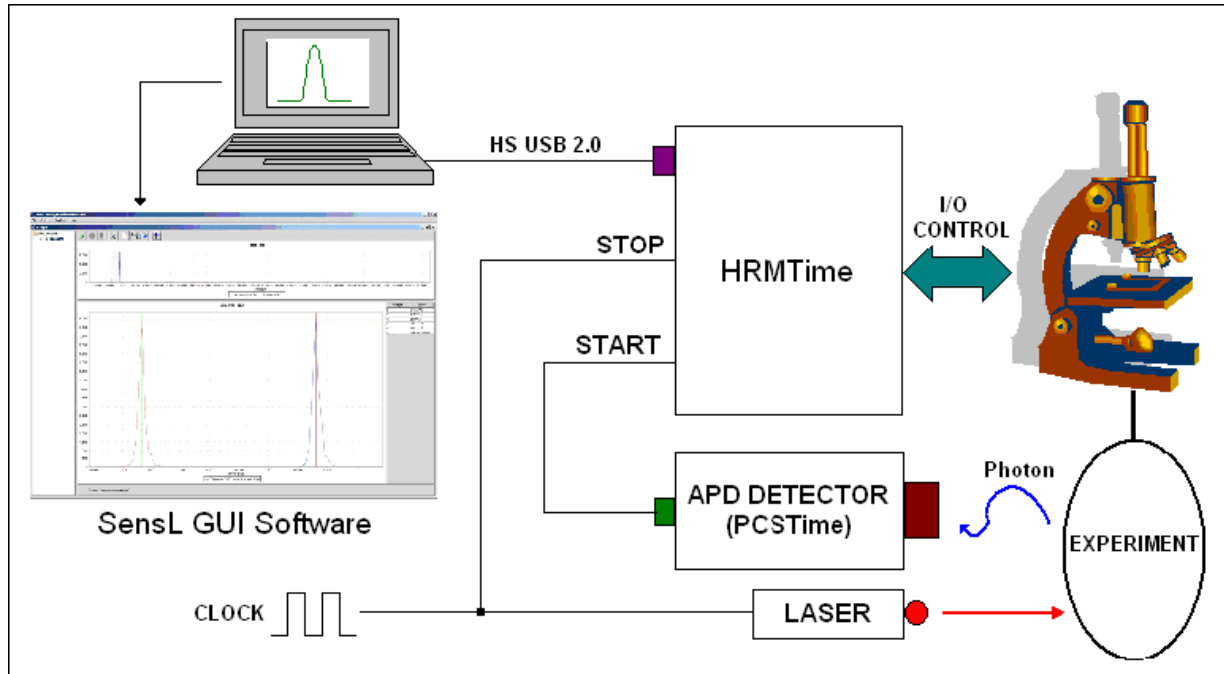 HS USB 2.0
STOP
START
HRMTime
I/O
CONTROL
SensL GUI Software
APD DETECTOR
(PCSTime)
Photon
EXPERIMENT
CLOCK
LASER